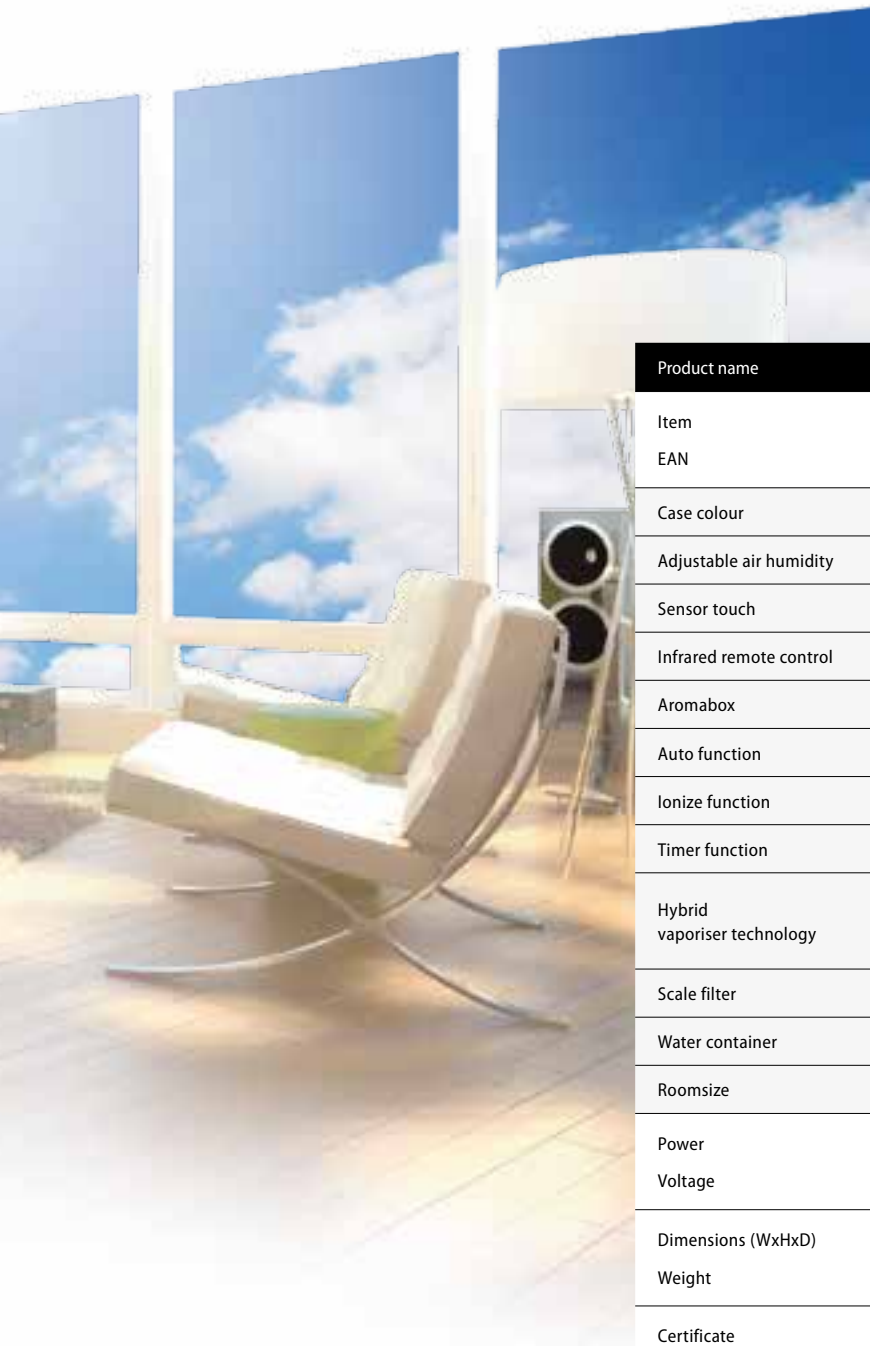 Product name
Item
EAN
Case colour
Adjustable air humidity
Sensor touch
Infrared remote control
Aromabox
Auto function
Ionize function
Timer function
Hybrid
vaporiser technology
Scale filter
Water container
Roomsize
Power
Voltage
Dimensions (WxHxD)
Weight
Certificate